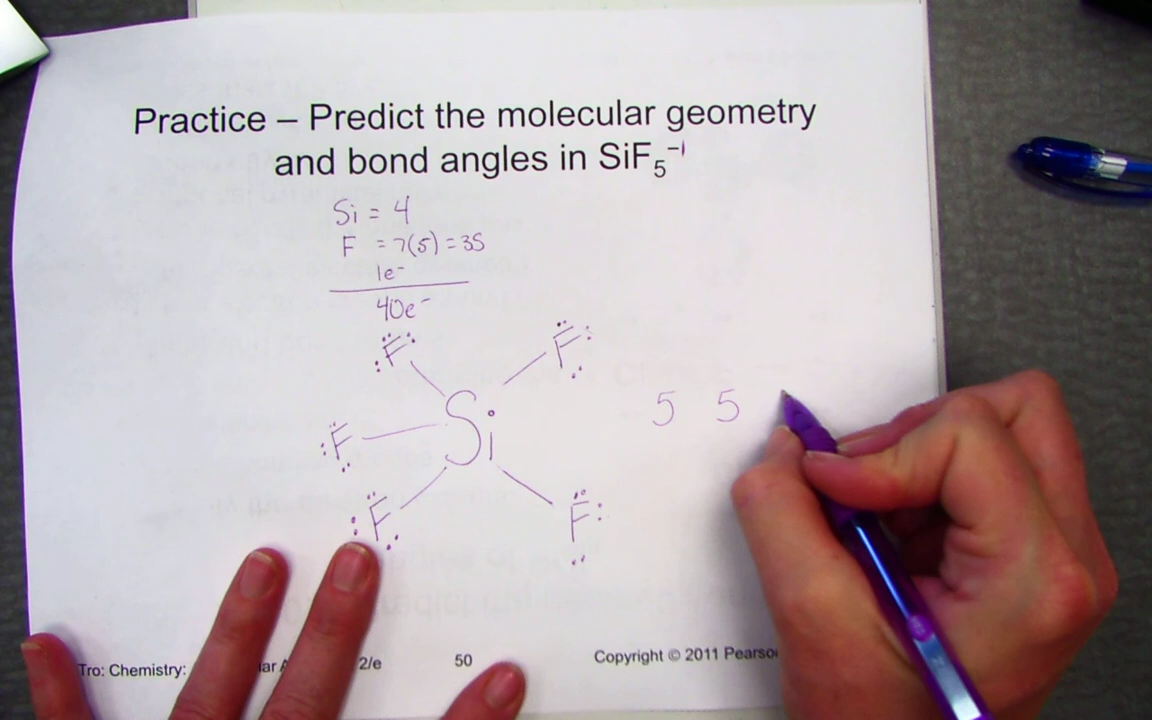 Practice – Predict the molecular geometry
and bond angles in SiF₅⁻¹
Si = 4
F = 7(5) = 35
1e⁻
40e⁻
:F: F:
:F Si 5 5
:F F:
Tro: Chemistry: 2/e 50 Copyright © 2011